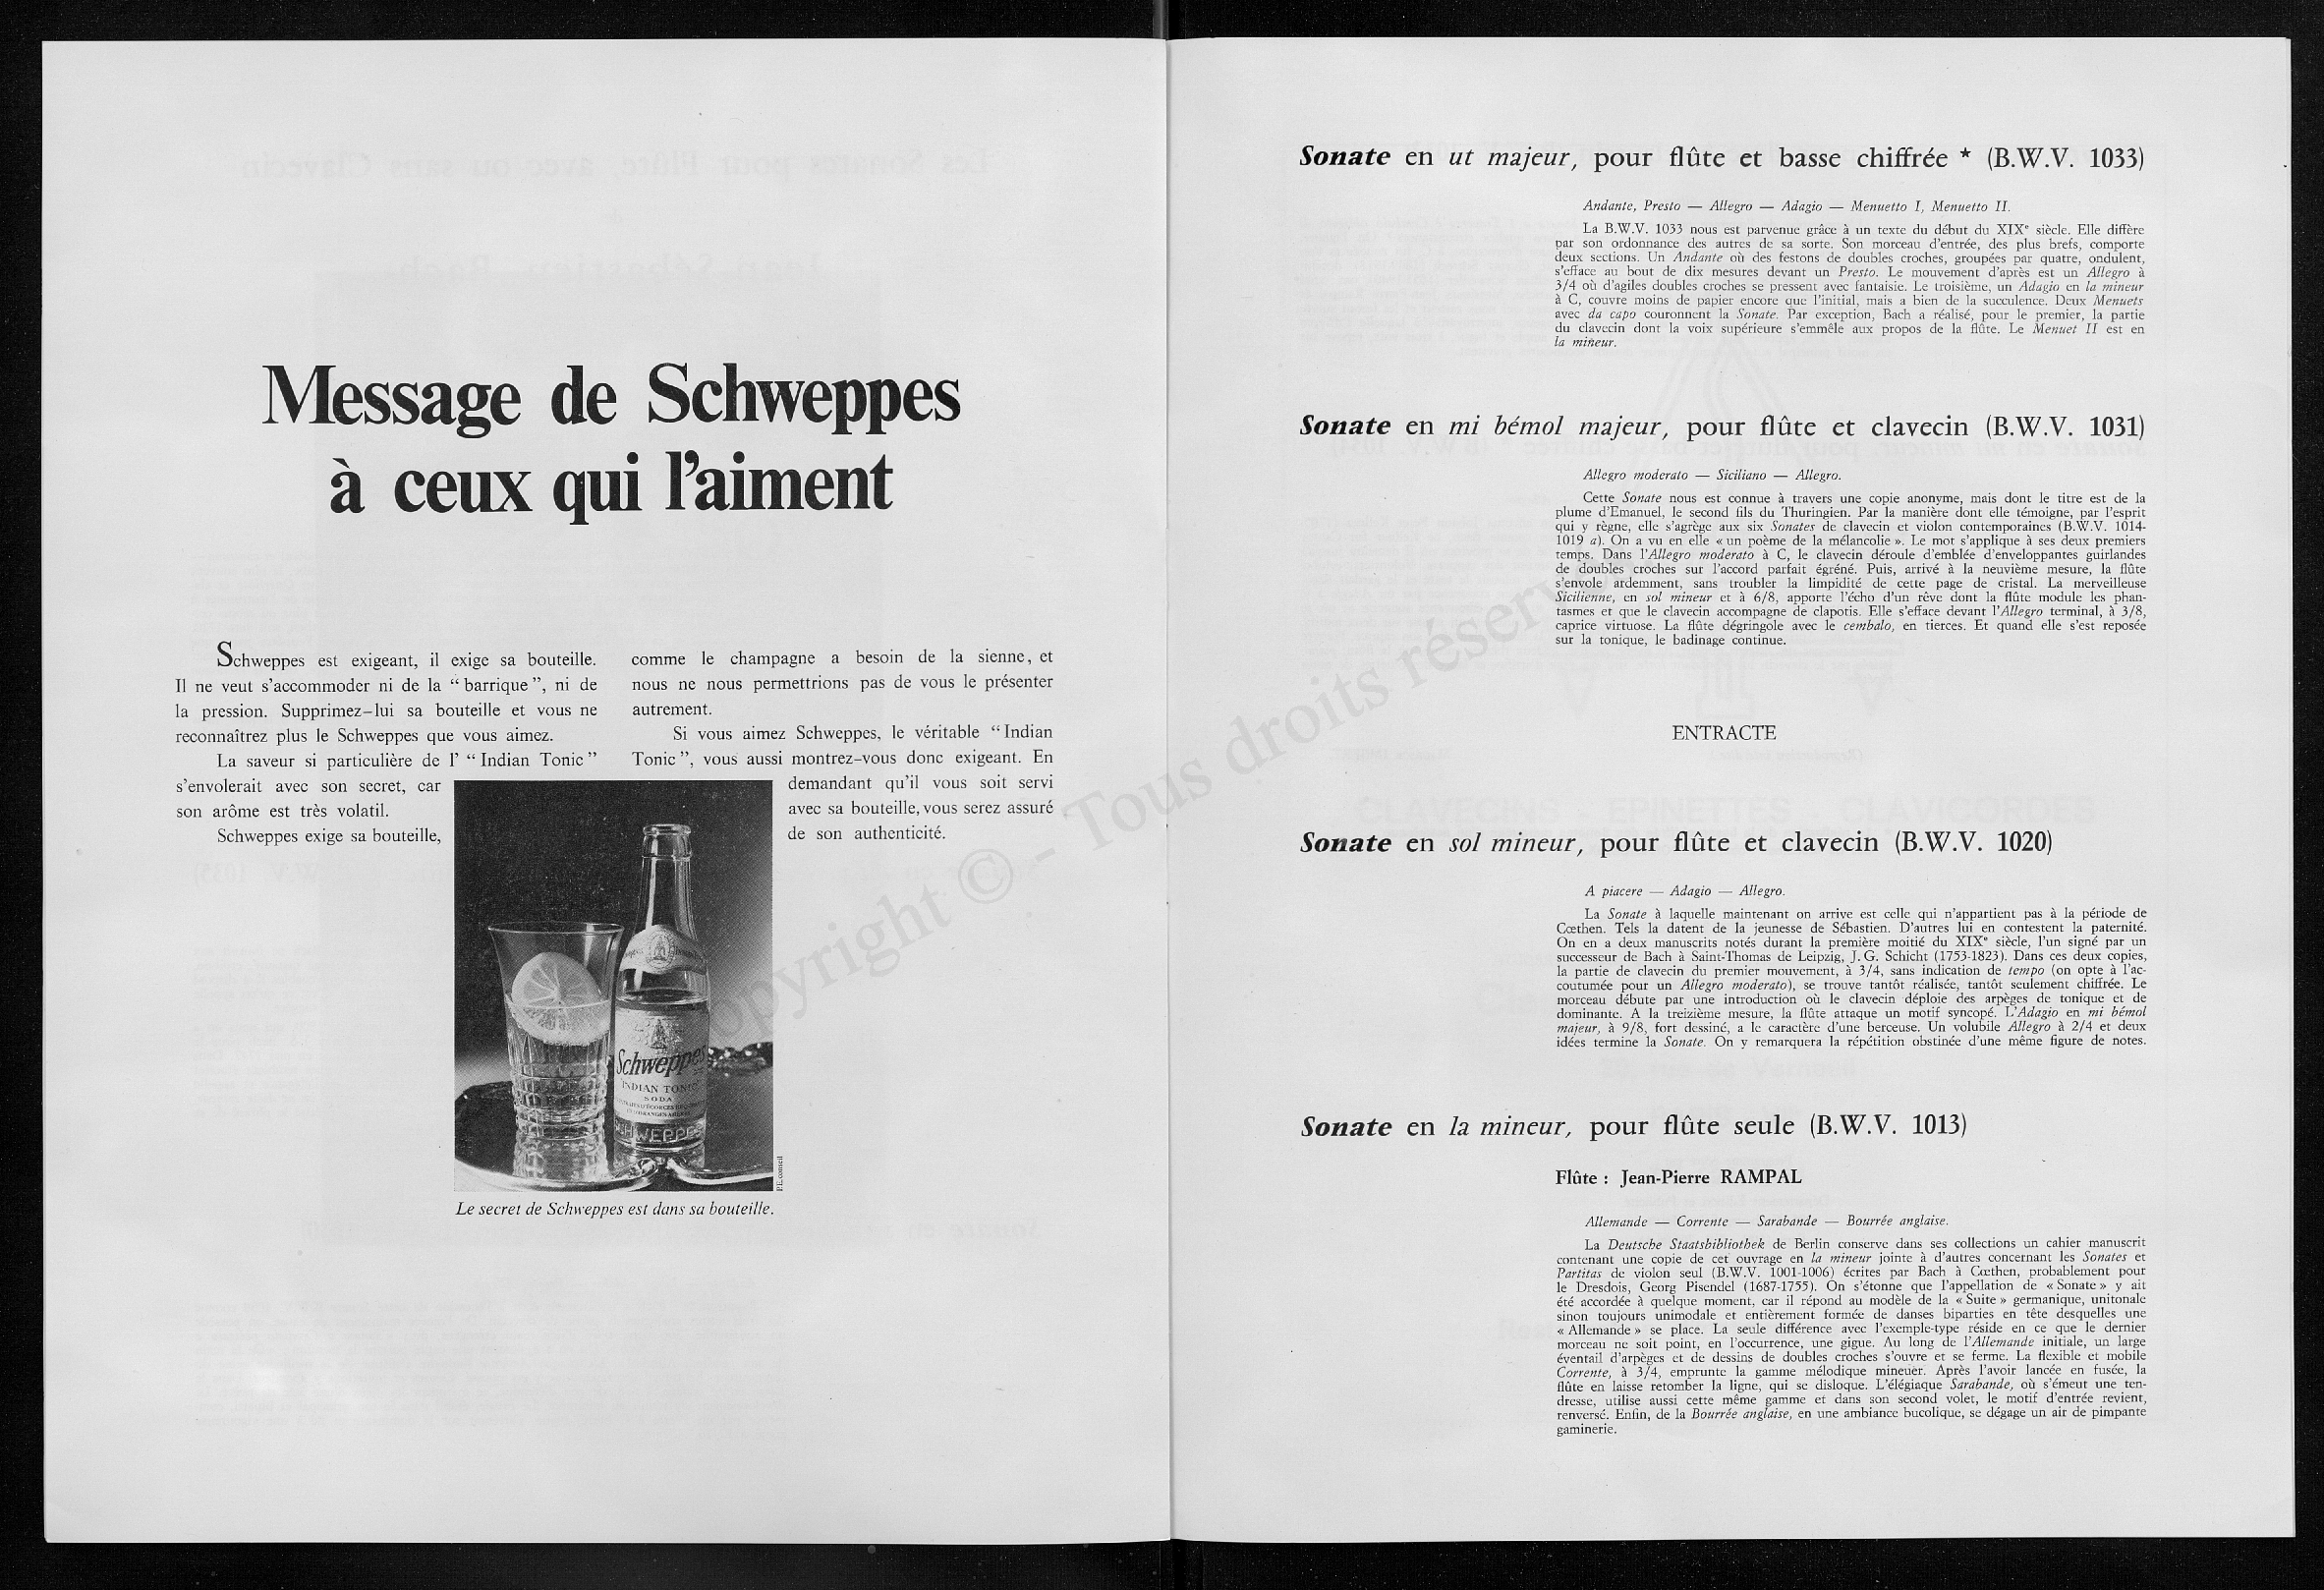 Message de Schweppes
à ceux qui l'aiment
Schweppes est exigeant, il exige sa bouteille.
Il ne veut s'accommoder ni de la “ barrique ”, ni de
la pression. Supprimez-lui sa bouteille et vous ne
reconnaîtrez plus le Schweppes que vous aimez.
La saveur si particulière de l' “ Indian Tonic ”
s'envolerait avec son secret, car
son arôme est très volatil.
Schweppes exige sa bouteille,
comme le champagne a besoin de la sienne, et
nous ne nous permettrions pas de vous le présenter
autrement.
Si vous aimez Schweppes, le véritable “ Indian
Tonic ”, vous aussi montrez-vous donc exigeant. En
demandant qu'il vous soit servi
avec sa bouteille, vous serez assuré
de son authenticité.
Schweppes
INDIAN TONIC
SODA
SCHWEPPES
P.E. conseil
Le secret de Schweppes est dans sa bouteille.
Sonate en ut majeur, pour flûte et basse chiffrée * (B.W.V. 1033)
Andante, Presto — Allegro — Adagio — Menuetto I, Menuetto II.
La B.W.V. 1033 nous est parvenue grâce à un texte du début du XIXe siècle. Elle diffère
par son ordonnance des autres de sa sorte. Son morceau d'entrée, des plus brefs, comporte
deux sections. Un Andante où des festons de doubles croches, groupées par quatre, ondulent,
s'efface au bout de dix mesures devant un Presto. Le mouvement d'après est un Allegro à
3/4 où d'agiles doubles croches se pressent avec fantaisie. Le troisième, un Adagio en la mineur
à C, couvre moins de papier encore que l'initial, mais a bien de la succulence. Deux Menuets
avec da capo couronnent la Sonate. Par exception, Bach a réalisé, pour le premier, la partie
du clavecin dont la voix supérieure s'emmêle aux propos de la flûte. Le Menuet II est en
la mineur.
Sonate en mi bémol majeur, pour flûte et clavecin (B.W.V. 1031)
Allegro moderato — Siciliano — Allegro.
Cette Sonate nous est connue à travers une copie anonyme, mais dont le titre est de la
plume d'Emanuel, le second fils du Thuringien. Par la manière dont elle témoigne, par l'esprit
qui y règne, elle s'agrège aux six Sonates de clavecin et violon contemporaines (B.W.V. 1014-
1019 a). On a vu en elle « un poème de la mélancolie ». Le mot s'applique à ses deux premiers
temps. Dans l'Allegro moderato à C, le clavecin déroule d'emblée d'enveloppantes guirlandes
de doubles croches sur l'accord parfait égréné. Puis, arrivé à la neuvième mesure, la flûte
s'envole ardemment, sans troubler la limpidité de cette page de cristal. La merveilleuse
Sicilienne, en sol mineur et à 6/8, apporte l'écho d'un rêve dont la flûte module les phan-
tasmes et que le clavecin accompagne de clapotis. Elle s'efface devant l'Allegro terminal, à 3/8,
caprice virtuose. La flûte dégringole avec le cembalo, en tierces. Et quand elle s'est reposée
sur la tonique, le badinage continue.
ENTRACTE
Sonate en sol mineur, pour flûte et clavecin (B.W.V. 1020)
A piacere — Adagio — Allegro.
La Sonate à laquelle maintenant on arrive est celle qui n'appartient pas à la période de
Cœthen. Tels la datent de la jeunesse de Sébastien. D'autres lui en contestent la paternité.
On en a deux manuscrits notés durant la première moitié du XIXe siècle, l'un signé par un
successeur de Bach à Saint-Thomas de Leipzig, J. G. Schicht (1753-1823). Dans ces deux copies,
la partie de clavecin du premier mouvement, à 3/4, sans indication de tempo (on opte à l'ac-
coutumée pour un Allegro moderato), se trouve tantôt réalisée, tantôt seulement chiffrée. Le
morceau débute par une introduction où le clavecin déploie des arpèges de tonique et de
dominante. A la treizième mesure, la flûte attaque un motif syncopé. L'Adagio en mi bémol
majeur, à 9/8, fort dessiné, a le caractère d'une berceuse. Un volubile Allegro à 2/4 et deux
idées termine la Sonate. On y remarquera la répétition obstinée d'une même figure de notes.
Sonate en la mineur, pour flûte seule (B.W.V. 1013)
Flûte : Jean-Pierre RAMPAL
Allemande — Corrente — Sarabande — Bourrée anglaise.
La Deutsche Staatsbibliothek de Berlin conserve dans ses collections un cahier manuscrit
contenant une copie de cet ouvrage en la mineur jointe à d'autres concernant les Sonates et
Partitas de violon seul (B.W.V. 1001-1006) écrites par Bach à Cœthen, probablement pour
le Dresdois, Georg Pisendel (1687-1755). On s'étonne que l'appellation de « Sonate » y ait
été accordée à quelque moment, car il répond au modèle de la « Suite » germanique, unitonale
sinon toujours unimodale et entièrement formée de danses biparties en tête desquelles une
« Allemande » se place. La seule différence avec l'exemple-type réside en ce que le dernier
morceau ne soit point, en l'occurrence, une gigue. Au long de l'Allemande initiale, un large
éventail d'arpèges et de dessins de doubles croches s'ouvre et se ferme. La flexible et mobile
Corrente, à 3/4, emprunte la gamme mélodique mineuer. Après l'avoir lancée en fusée, la
flûte en laisse retomber la ligne, qui se disloque. L'élégiaque Sarabande, où s'émeut une ten-
dresse, utilise aussi cette même gamme et dans son second volet, le motif d'entrée revient,
renversé. Enfin, de la Bourrée anglaise, en une ambiance bucolique, se dégage un air de pimpante
gaminerie.
Copyright © - Tous droits réservés